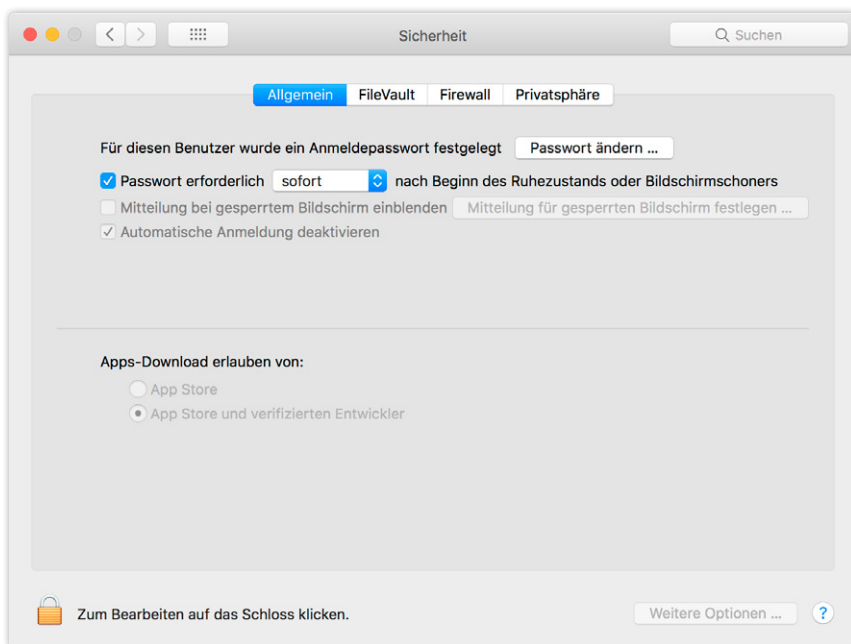 Sicherheit
Suchen
Allgemein FileVault Firewall Privatsphäre
Für diesen Benutzer wurde ein Anmeldepasswort festgelegt Passwort ändern ...
Passwort erforderlich sofort nach Beginn des Ruhezustands oder Bildschirmschoners
Mitteilung bei gesperrtem Bildschirm einblenden Mitteilung für gesperrten Bildschirm festlegen ...
Automatische Anmeldung deaktivieren
Apps-Download erlauben von:
App Store
App Store und verifizierten Entwickler
Zum Bearbeiten auf das Schloss klicken. Weitere Optionen ... ?